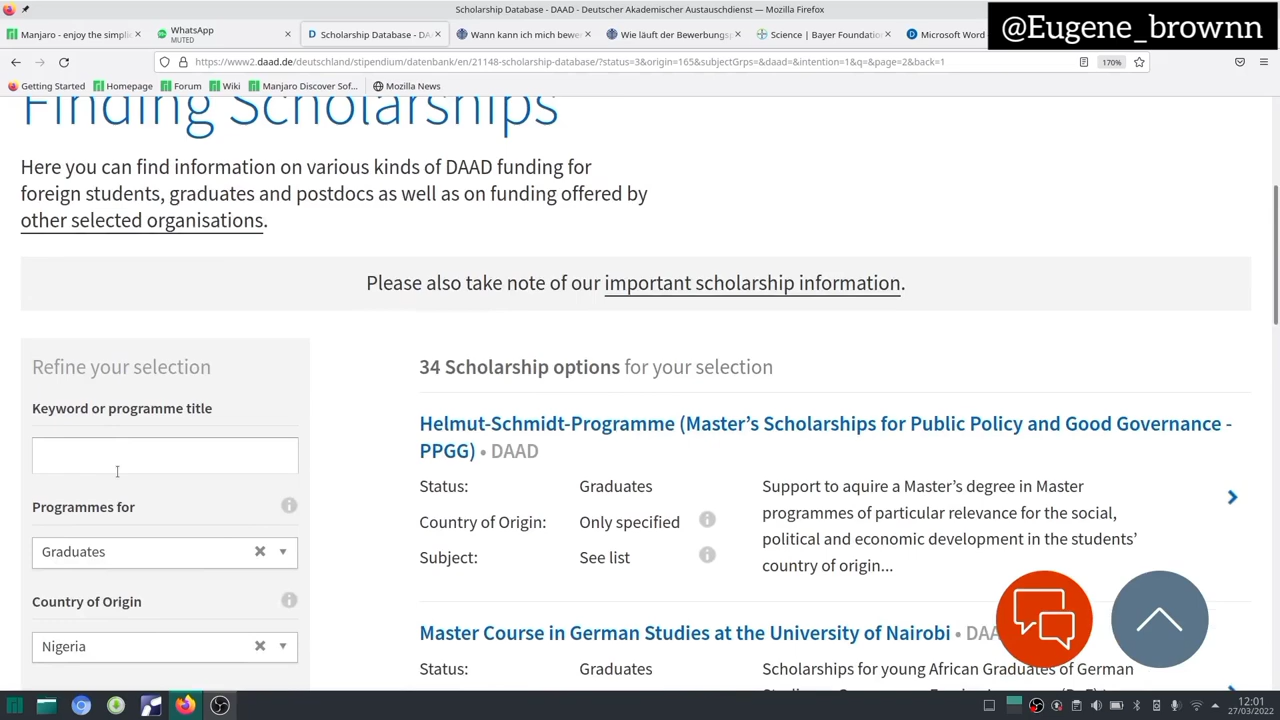 Scholarship Database - DAAD - Deutscher Akademischer Austauschdienst — Mozilla Firefox
@Eugene_brownn
Manjaro - enjoy the simpli
WhatsApp
MUTED
Scholarship Database - DA
Wann kann ich mich bewer
Wie läuft der Bewerbungsp
Science | Bayer Foundatio
Microsoft Word
https://www2.daad.de/deutschland/stipendium/datenbank/en/21148-scholarship-database/?status=3&origin=165&subjectGrps=&daad=&intention=1&q=&page=2&back=1
170%
Getting Started
Homepage
Forum
Wiki
Manjaro Discover Sof...
Mozilla News
Finding Scholarships
Here you can find information on various kinds of DAAD funding for
foreign students, graduates and postdocs as well as on funding offered by
other selected organisations.
Please also take note of our important scholarship information.
Refine your selection
Keyword or programme title
Programmes for
Graduates
Country of Origin
Nigeria
34 Scholarship options for your selection
Helmut-Schmidt-Programme (Master’s Scholarships for Public Policy and Good Governance -
PPGG) • DAAD
Status: Graduates
Country of Origin: Only specified
Subject: See list
Support to aquire a Master’s degree in Master
programmes of particular relevance for the social,
political and economic development in the students’
country of origin...
Master Course in German Studies at the University of Nairobi • DAA
Status: Graduates
Scholarships for young African Graduates of German
12:01
27/03/2022